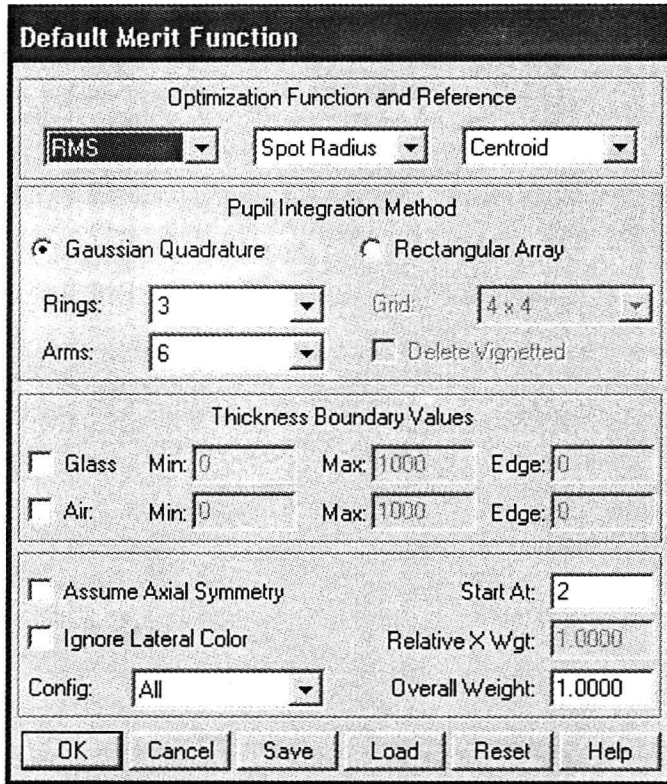 Default Merit Function
Optimization Function and Reference
RMS Spot Radius Centroid
Pupil Integration Method
Gaussian Quadrature Rectangular Array
Rings: 3 Grid: 4 x 4
Arms: 6 Delete Vignetted
Thickness Boundary Values
Glass Min: 0 Max: 1000 Edge: 0
Air: Min: 0 Max: 1000 Edge: 0
Assume Axial Symmetry Start At: 2
Ignore Lateral Color Relative X Wgt: 1.0000
Config: All Overall Weight: 1.0000
OK Cancel Save Load Reset Help